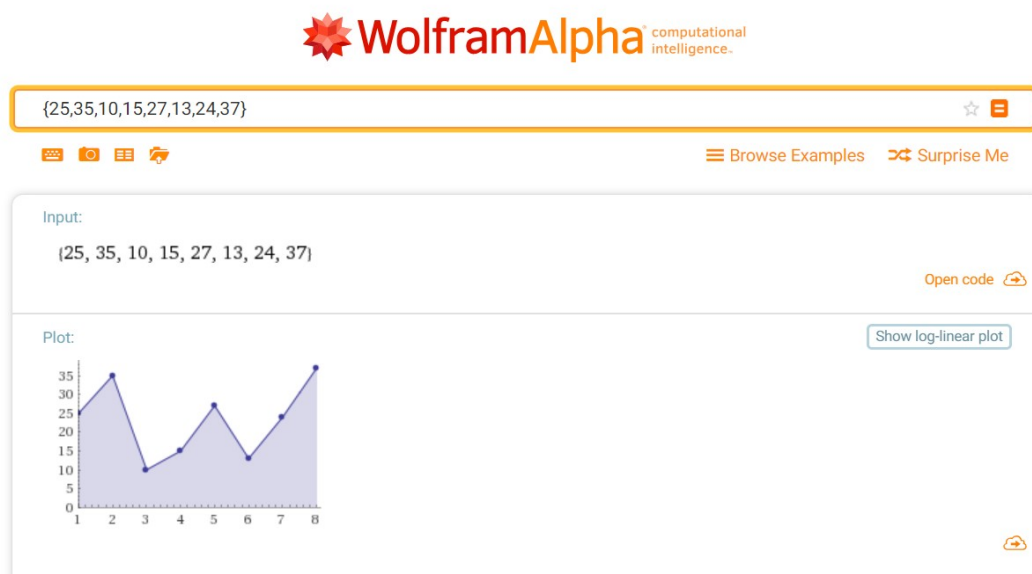 WolframAlpha computational intelligence.
{25,35,10,15,27,13,24,37}
Browse Examples Surprise Me
Input:
{25, 35, 10, 15, 27, 13, 24, 37}
Open code
Plot:
Show log-linear plot
35
30
25
20
15
10
5
0
1 2 3 4 5 6 7 8